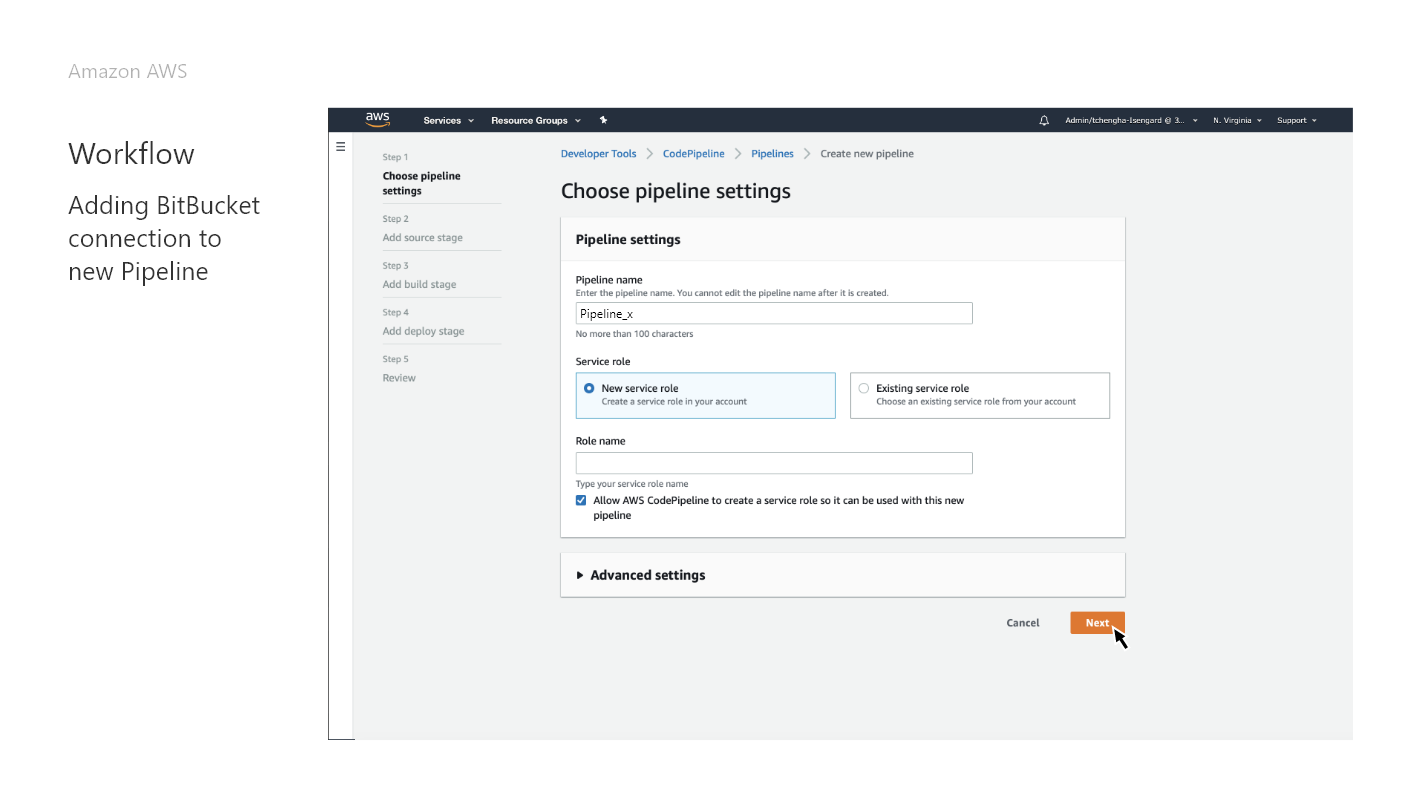 Amazon AWS
Workflow
Adding BitBucket
connection to
new Pipeline
aws
Services
Resource Groups
Admin/tchengha-Isengard @ 3...
N. Virginia
Support
Step 1
Choose pipeline
settings
Step 2
Add source stage
Step 3
Add build stage
Step 4
Add deploy stage
Step 5
Review
Developer Tools > CodePipeline > Pipelines > Create new pipeline
Choose pipeline settings
Pipeline settings
Pipeline name
Enter the pipeline name. You cannot edit the pipeline name after it is created.
Pipeline_x
No more than 100 characters
Service role
New service role
Create a service role in your account
Existing service role
Choose an existing service role from your account
Role name
Type your service role name
Allow AWS CodePipeline to create a service role so it can be used with this new
pipeline
Advanced settings
Cancel
Next